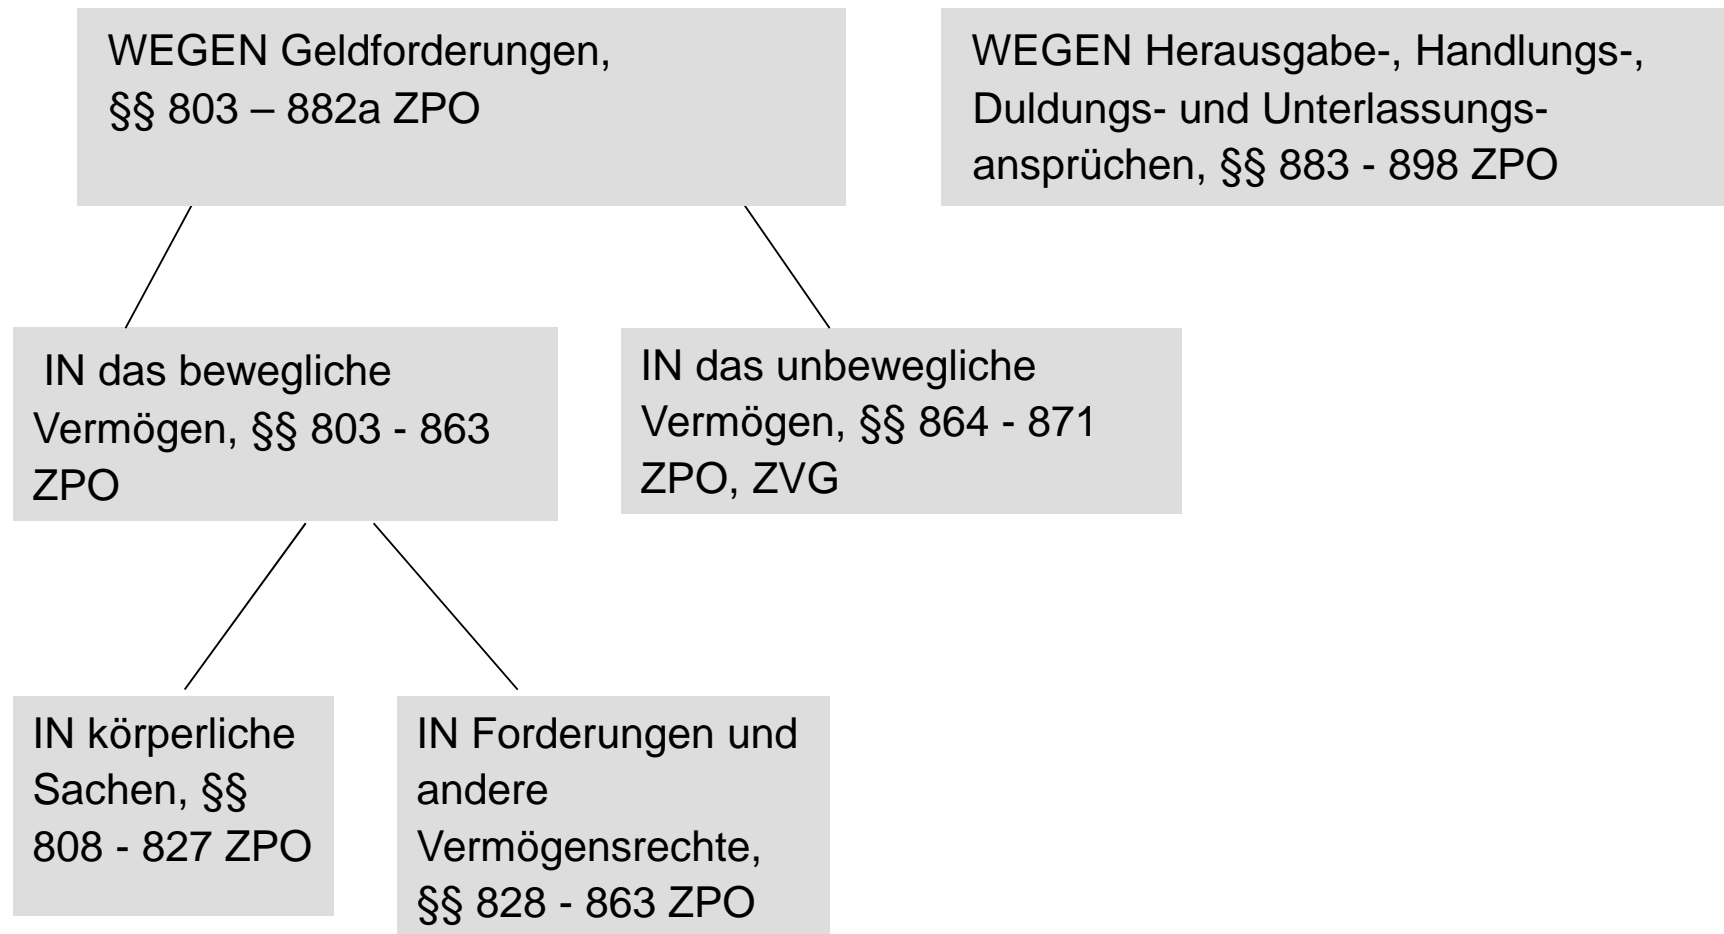 WEGEN Geldforderungen,
§§ 803 – 882a ZPO
WEGEN Herausgabe-, Handlungs-,
Duldungs- und Unterlassungs-
ansprüchen, §§ 883 - 898 ZPO
IN das bewegliche
Vermögen, §§ 803 - 863
ZPO
IN das unbewegliche
Vermögen, §§ 864 - 871
ZPO, ZVG
IN körperliche
Sachen, §§
808 - 827 ZPO
IN Forderungen und
andere
Vermögensrechte,
§§ 828 - 863 ZPO